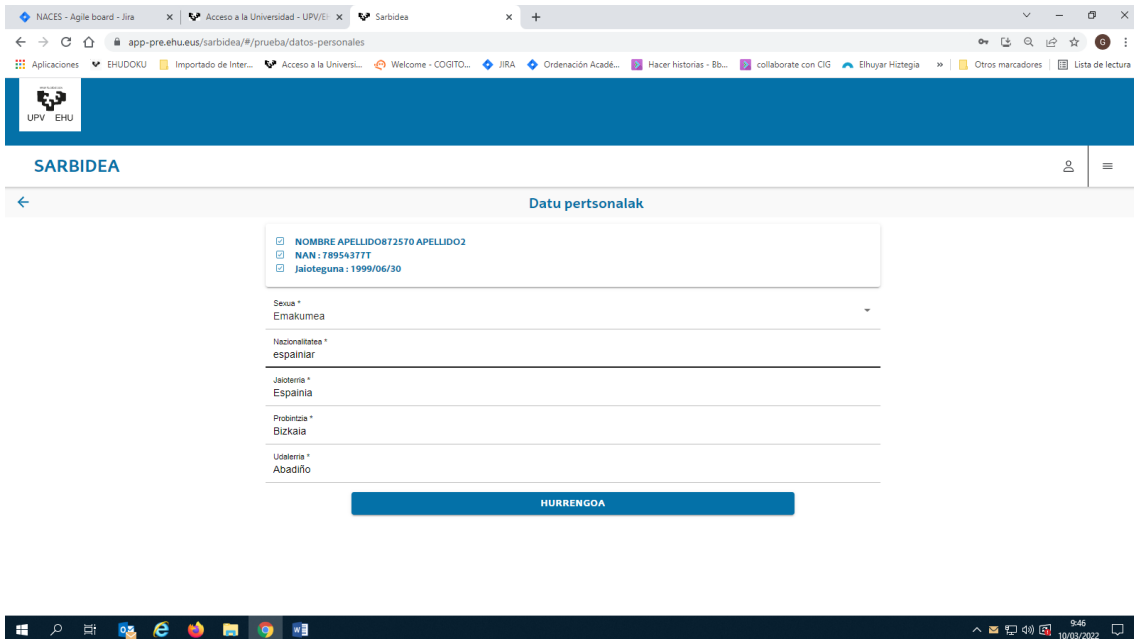 NACES - Agile board - Jira
Acceso a la Universidad - UPV/EH
Sarbidea
app-pre.ehu.eus/sarbidea/#/prueba/datos-personales
G
Aplicaciones
EHUDOKU
Importado de Inter...
Acceso a la Universi...
Welcome - COGITO...
JIRA
Ordenación Acadé...
Hacer historias - Bb...
collaborate con CIG
Elhuyar Hiztegia
»
Otros marcadores
Lista de lectura
UPV EHU
SARBIDEA
Datu pertsonalak
NOMBRE APELLIDO872570 APELLIDO2
NAN : 78954377T
Jaioteguna : 1999/06/30
Sexua *
Emakumea
Nazionalitatea *
espainiar
Jaioterria *
Espainia
Probintzia *
Bizkaia
Udalerria *
Abadiño
HURRENGOA
9:46
10/03/2022